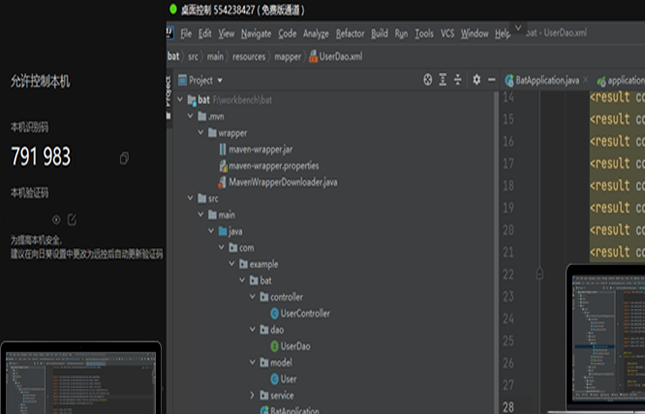 桌面控制 554238427 ( 免费版通道 )
File Edit View Navigate Code Analyze Refactor Build Run Tools VCS Window Help bat - UserDao.xml
bat src main resources mapper UserDao.xml
允许控制本机
本机识别码
791 983
本机验证码
为提高本机安全,
建议在向日葵设置中更改为远控后自动更新验证码
Project
Project
BatApplication.java
application
bat F:\workbench\bat
.mvn
wrapper
maven-wrapper.jar
maven-wrapper.properties
MavenWrapperDownloader.java
src
main
java
com
example
bat
controller
UserController
dao
UserDao
model
User
service
BatApplication
14 <result co
15 <result co
16 <result co
17 <result co
18 <result co
19 <result co
20 <result co
21 <result co
22
23
24
25
26
27
28